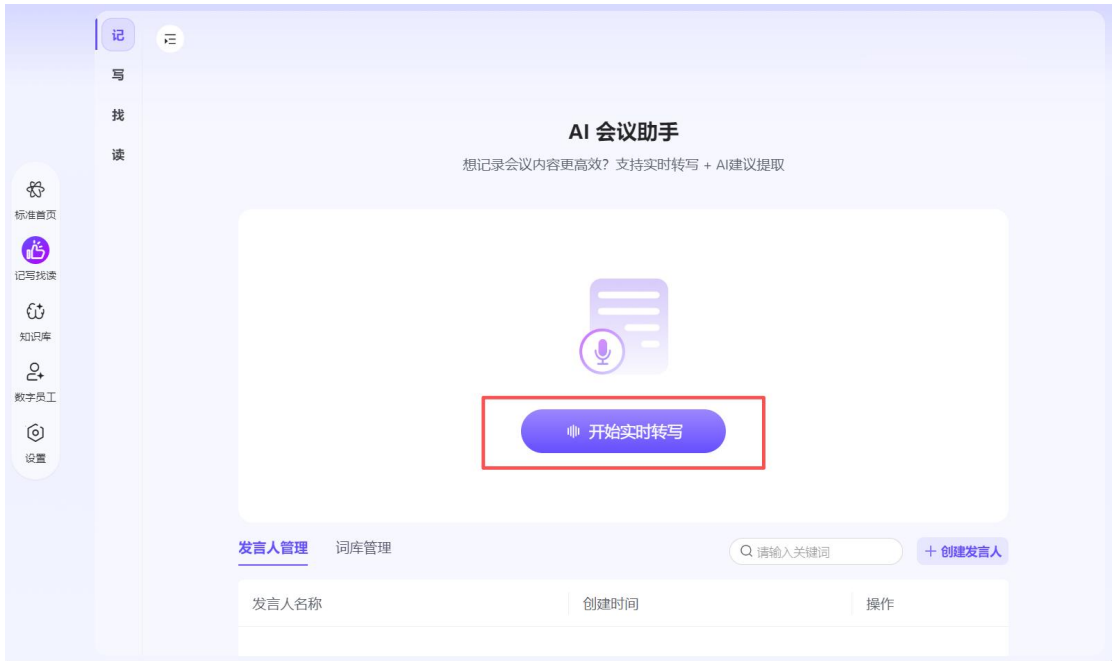 记
写
找
读
标准首页
记写找读
知识库
数字员工
设置
AI 会议助手
想记录会议内容更高效？支持实时转写 + AI建议提取
开始实时转写
发言人管理 词库管理 请输入关键词 + 创建发言人
发言人名称 创建时间 操作